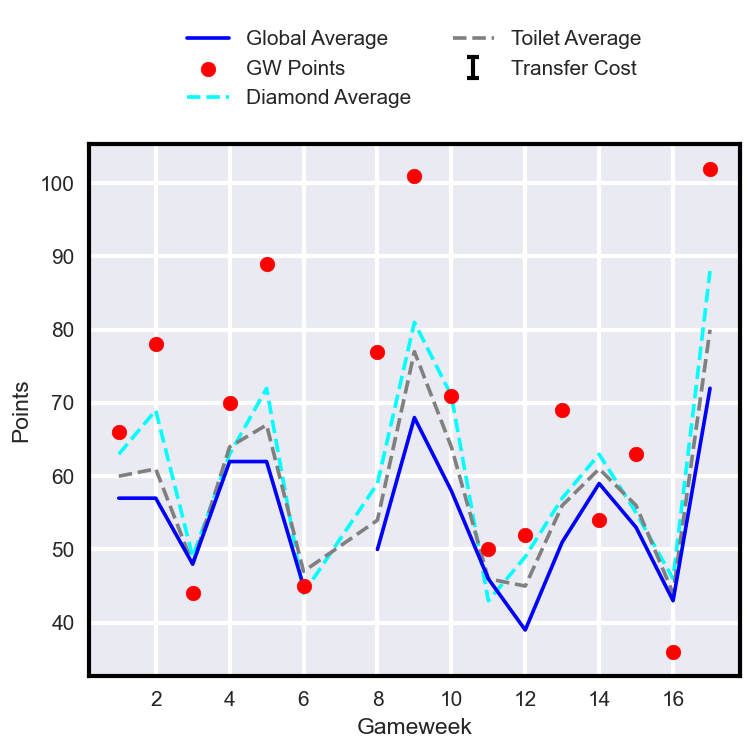 Global Average
GW Points
Diamond Average
Toilet Average
Transfer Cost
Points
100
90
80
70
60
50
40
2 4 6 8 10 12 14 16
Gameweek